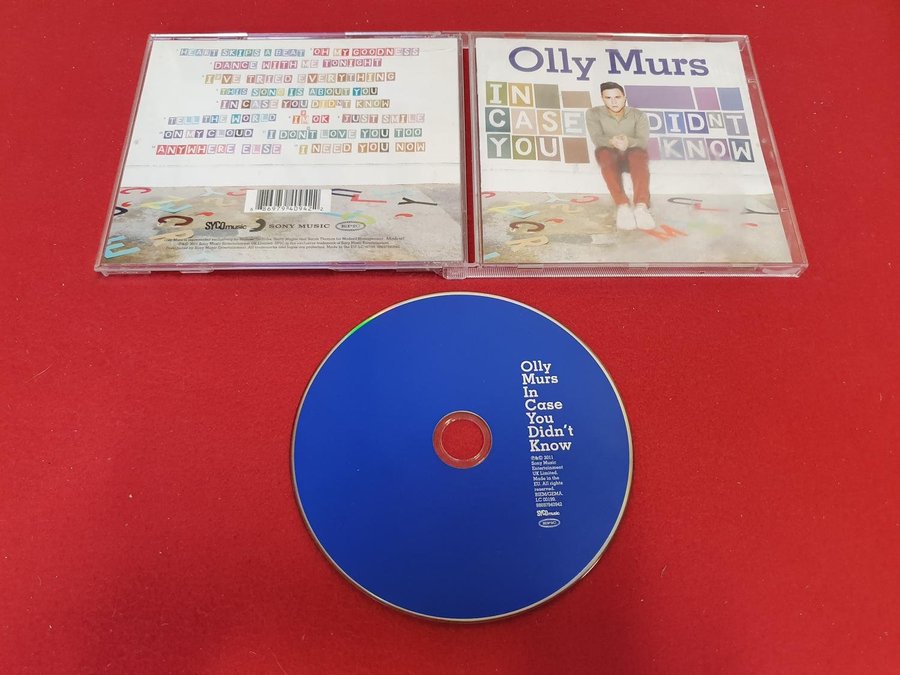 HEART SKIPS A BEAT OH MY GOODNESS
DANCE WITH ME TONIGHT
I'VE TRIED EVERYTHING
THIS SONG IS ABOUT YOU
IN CASE YOU DIDN'T KNOW
TELL THE WORLD I'M OK JUST SMILE
ON MY CLOUD I DON'T LOVE YOU TOO
ANYWHERE ELSE I NEED YOU NOW
SYCOmusic SONY MUSIC EPIC
Olly Murs
IN
CASE DIDN'T
YOU KNOW
Olly
Murs
In
Case
You
Didn't
Know
℗&© 2011
Sony Music
Entertainment
UK Limited.
Made in the
EU. All rights
reserved.
BIEM/GEMA.
LC 00199.
SYCOmusic
EPIC